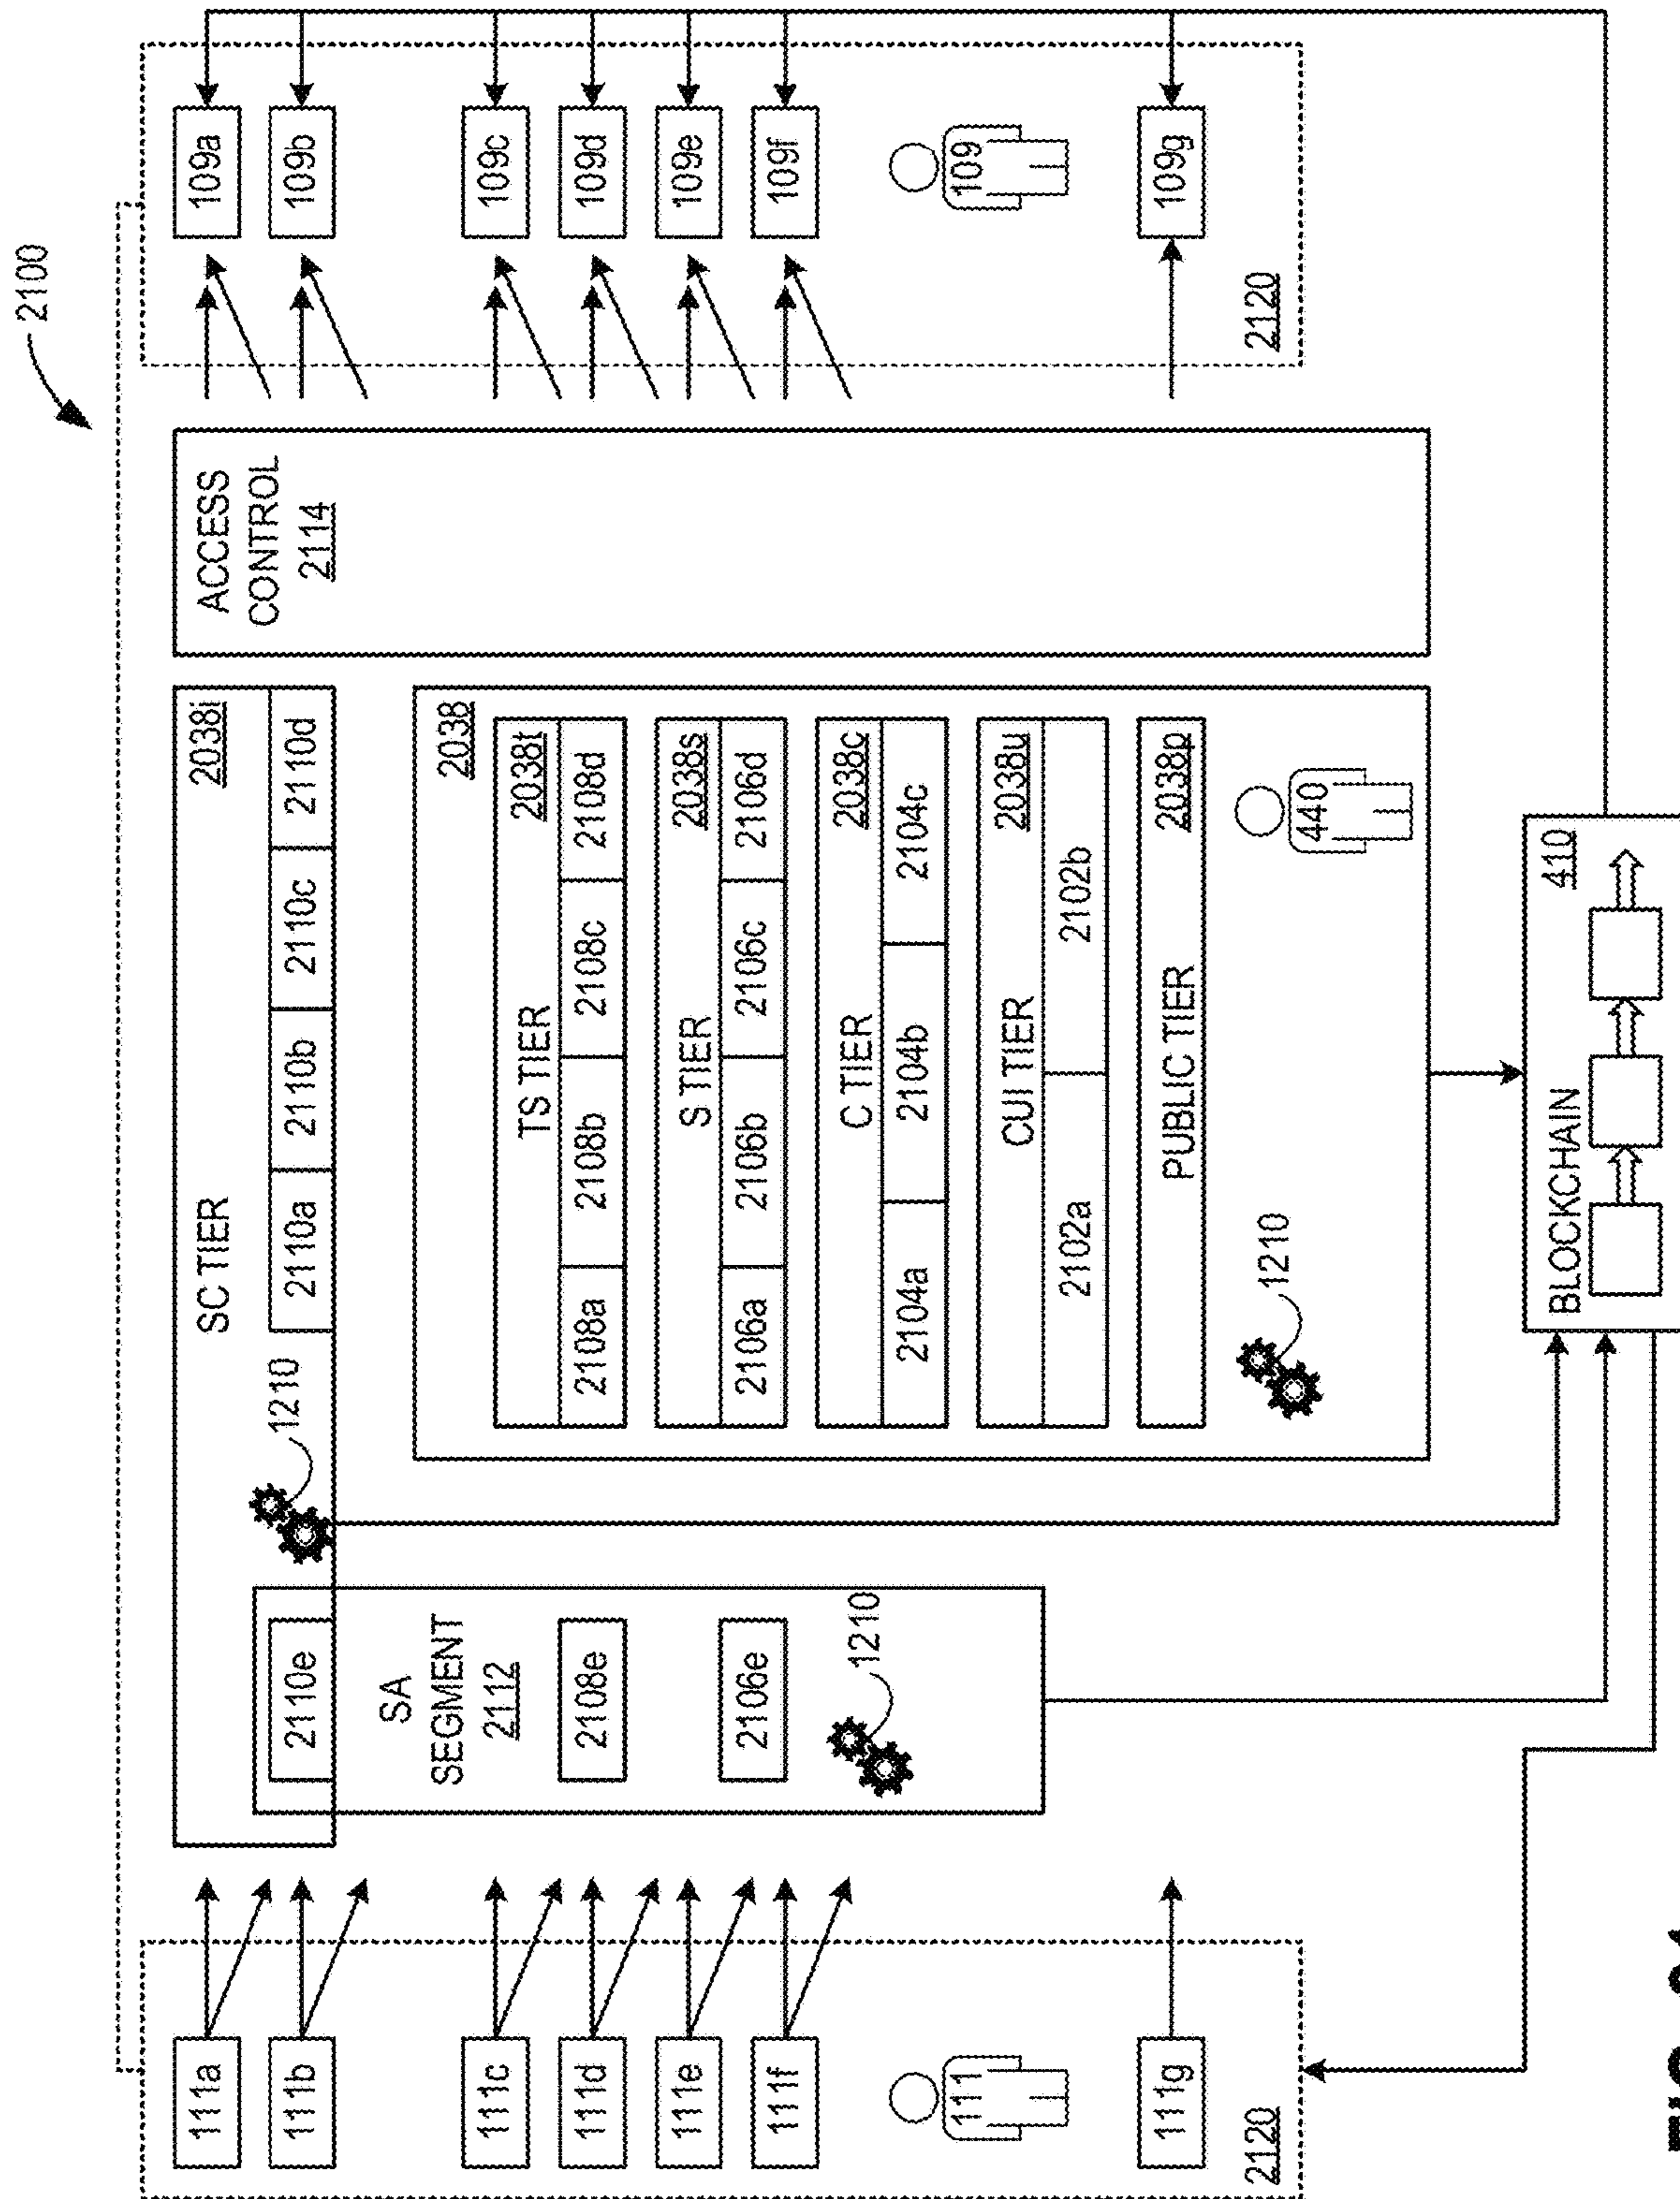 2100
111a
111b
111c
111d
111e
111f
111
111g
2120
SC TIER
2038i
1210
2110a
2110b
2110c
2110d
2110e
SA
SEGMENT
2112
2108e
2106e
1210
2038
TS TIER
2038t
2108a
2108b
2108c
2108d
S TIER
2038s
2106a
2106b
2106c
2106d
C TIER
2038c
2104a
2104b
2104c
CUI TIER
2038u
2102a
2102b
PUBLIC TIER
2038p
1210
440
ACCESS
CONTROL
2114
109a
109b
109c
109d
109e
109f
109
109g
2120
BLOCKCHAIN
410